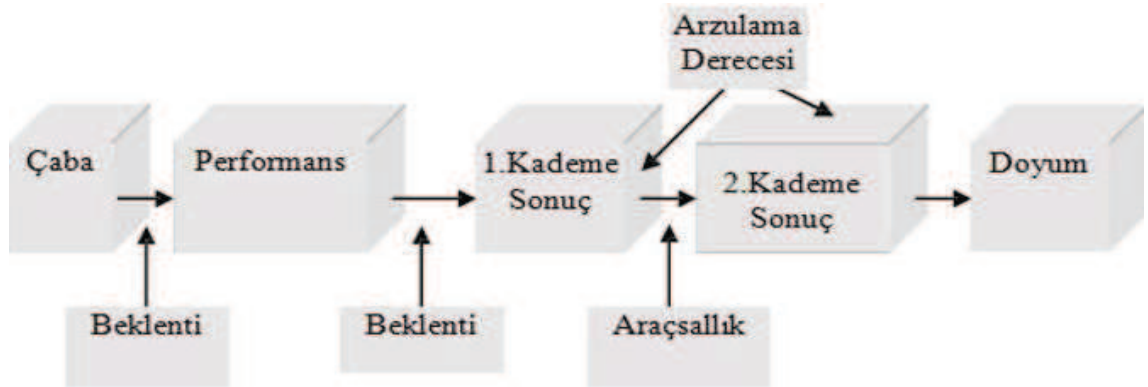 Arzulama
Derecesi
Çaba
Performans
1.Kademe
Sonuç
2.Kademe
Sonuç
Doyum
Beklenti
Beklenti
Araçsallık